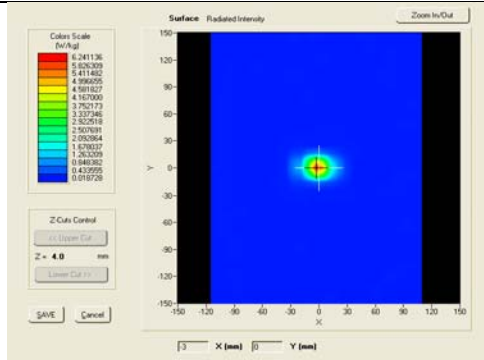 Surface Radiated Intensity
Zoom In/Out
Colors Scale
(W/kg)
6.241136
5.826309
5.411482
4.996655
4.581827
4.167000
3.752173
3.337346
2.922518
2.507691
2.092864
1.678037
1.263209
0.848382
0.433555
0.018728
Z-Cuts Control
<< Upper Cut
Z = 4.0 mm
Lower Cut >>
SAVE Cancel
150
120
90
60
30
0
-30
-60
-90
-120
-150
Y
-150 -120 -90 -60 -30 0 30 60 90 120 150
X
-3 X (mm) 0 Y (mm)